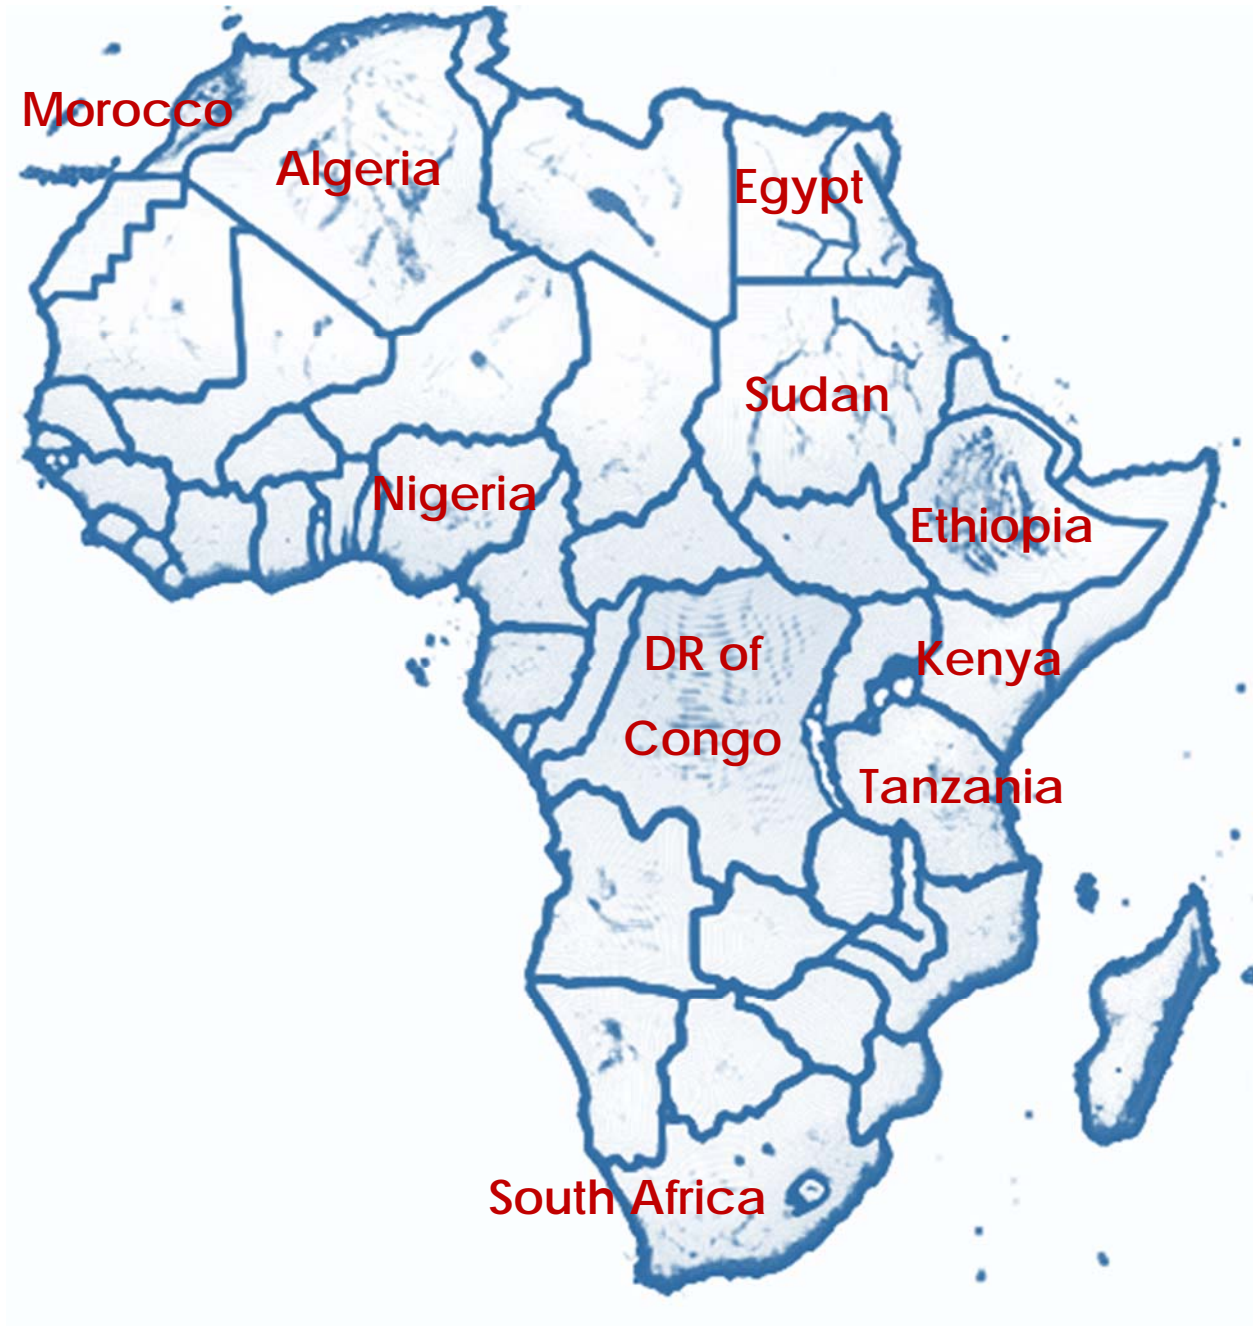 Morocco
Algeria
Egypt
Sudan
Nigeria
Ethiopia
DR of
Congo
Kenya
Tanzania
South Africa